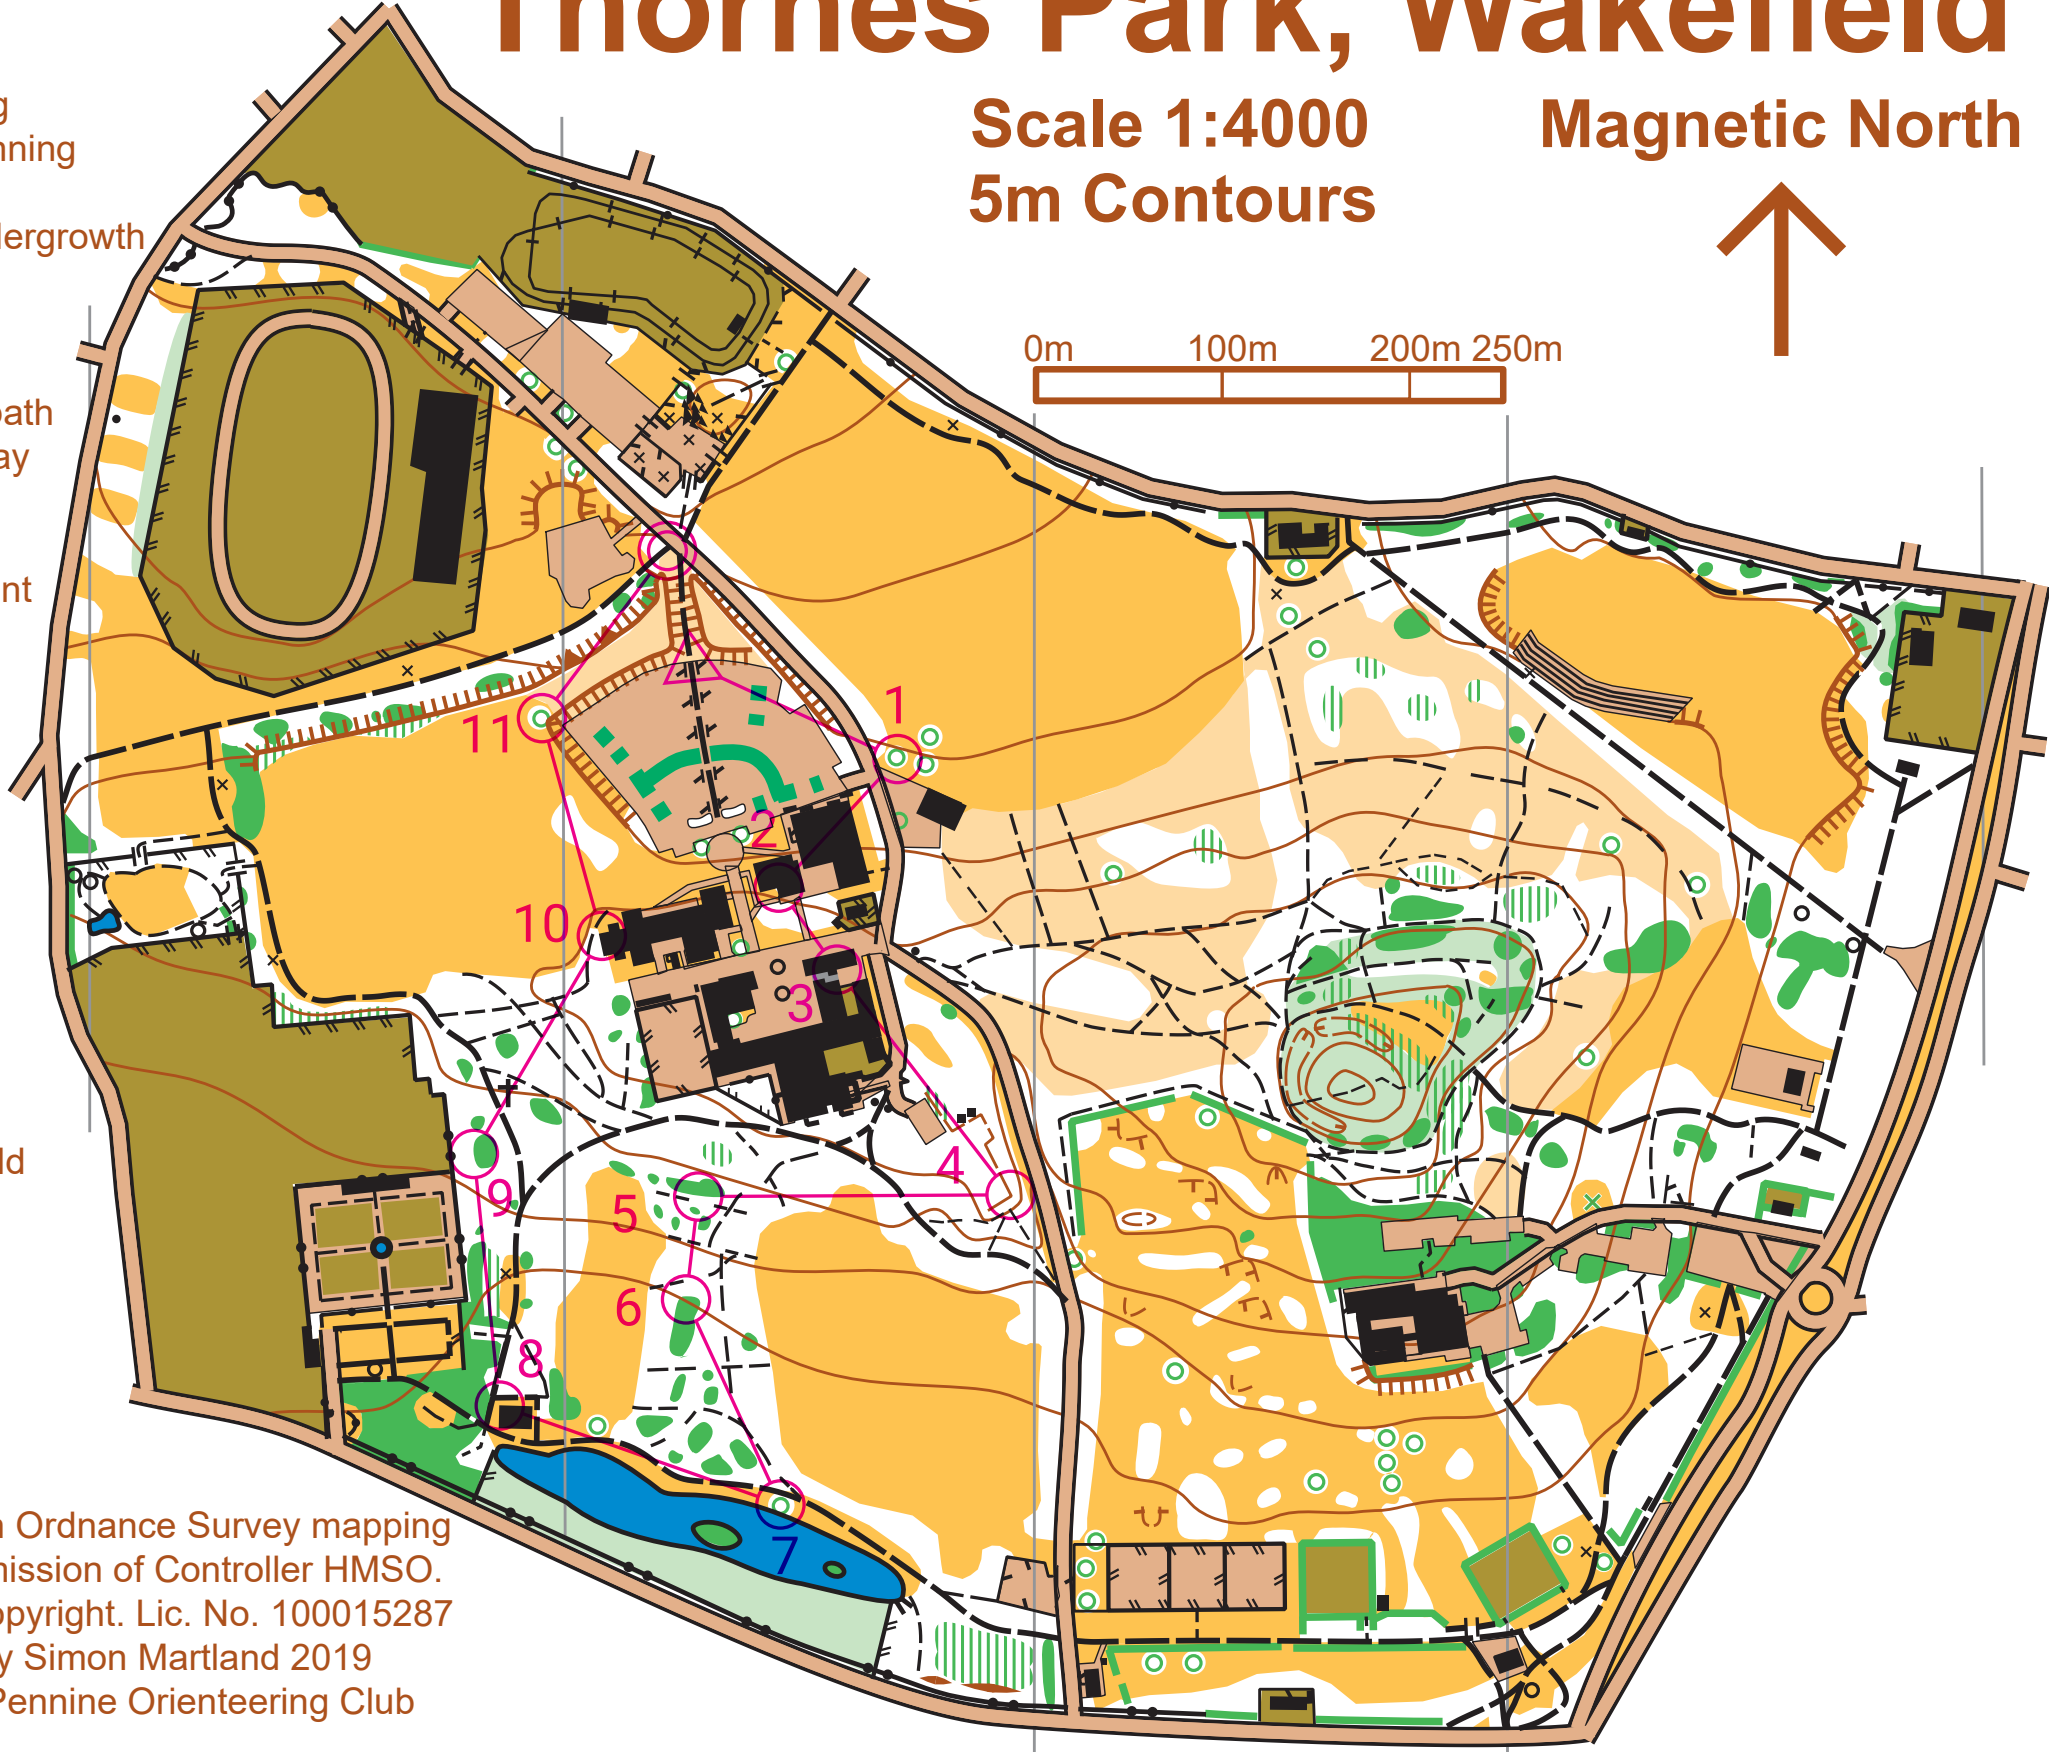 Thornes Park, Wakefield
Scale 1:4000
5m Contours
Magnetic North
0m 100m 200m 250m
1
2
3
4
5
6
7
8
9
10
11
Ordnance Survey mapping
of Controller HMSO.
Lic. No. 100015287
Simon Martland 2019
Pennine Orienteering Club